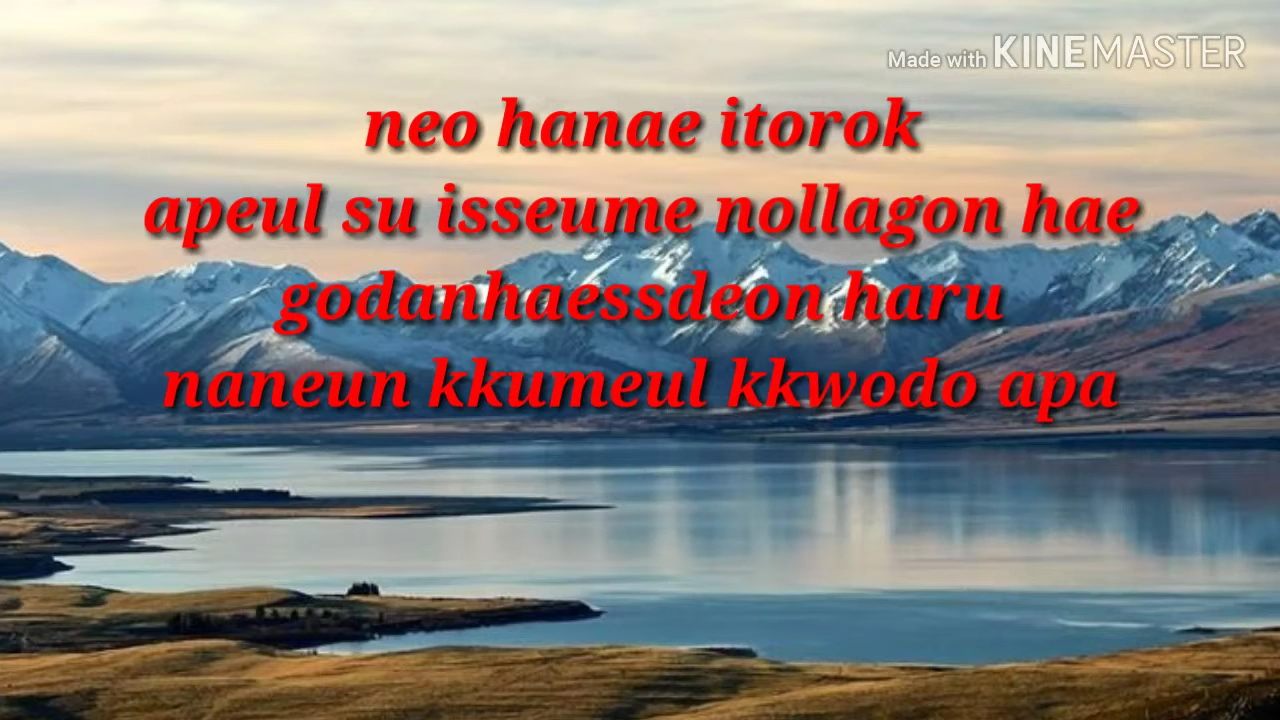 Made with KINEMASTER
neo hanae itorok
apeul su isseume nollagon hae
godanhaessdeon haru
naneun kkumeul kkwodo apa